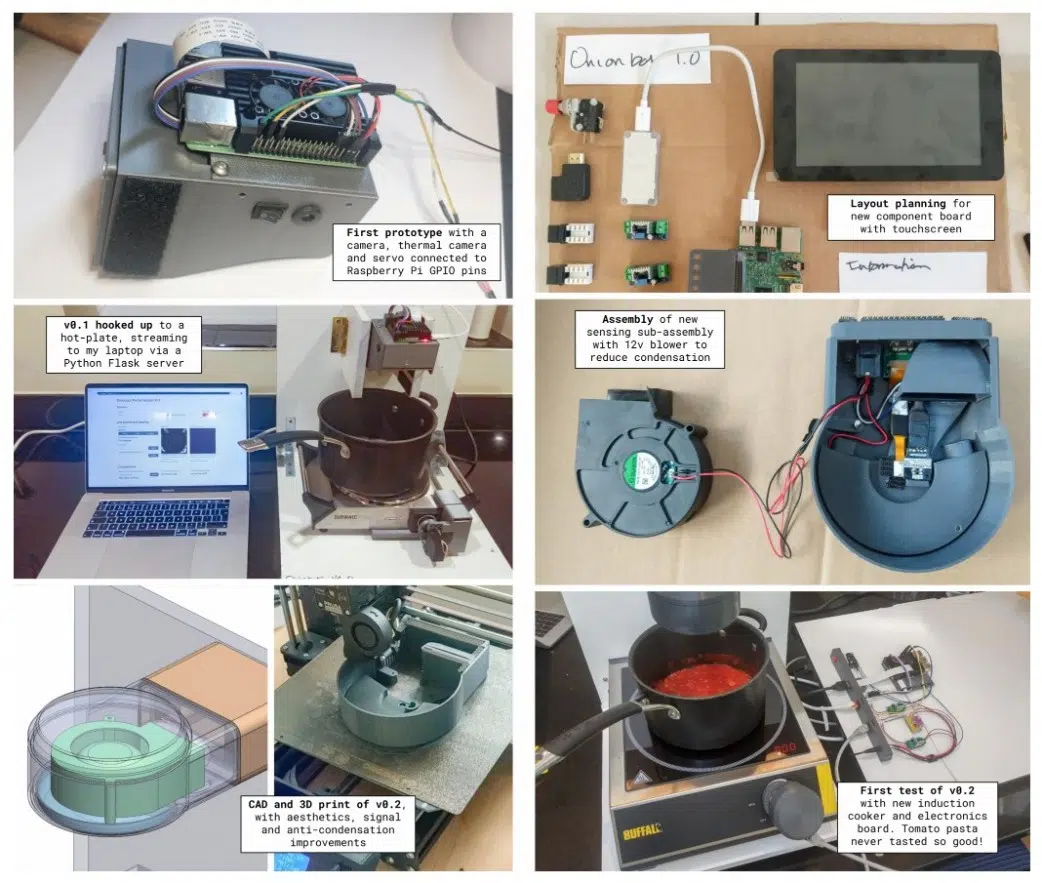 First prototype with a
camera, thermal camera
and servo connected to
Raspberry Pi GPIO pins
Onion bot 1.0
Layout planning for
new component board
with touchscreen
Information
v0.1 hooked up to a
hot-plate, streaming
to my laptop via a
Python Flask server
Assembly of new
sensing sub-assembly
with 12v blower to
reduce condensation
CAD and 3D print of v0.2,
with aesthetics, signal
and anti-condensation
improvements
BUFFALO
First test of v0.2
with new induction
cooker and electronics
board. Tomato pasta
never tasted so good!